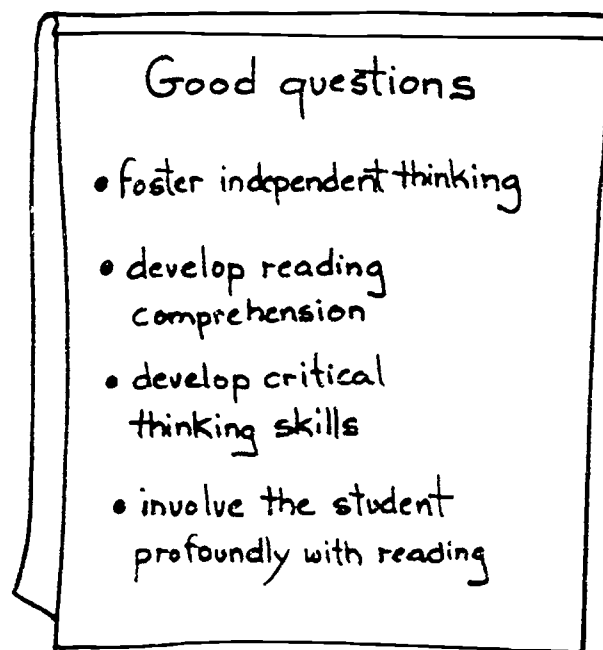 Good questions
• foster independent thinking
• develop reading
comprehension
• develop critical
thinking skills
• involve the student
profoundly with reading